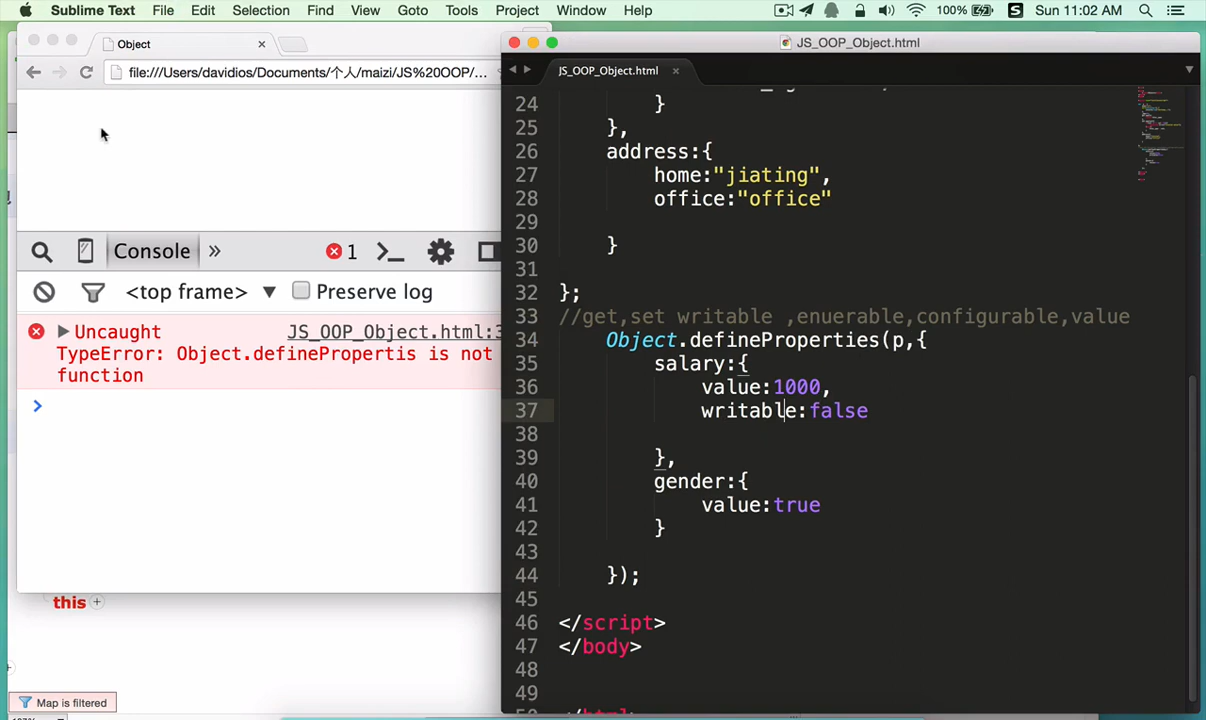 Sublime Text File Edit Selection Find View Goto Tools Project Window Help 100% S Sun 11:02 AM
Object
file:///Users/davidios/Documents/个人/maizi/JS%20OOP/...
Console » 1
<top frame> Preserve log
Uncaught JS_OOP_Object.html:3
TypeError: Object.definePropertis is not
function
this
Map is filtered
JS_OOP_Object.html
JS_OOP_Object.html
24 }
25 },
26 address:{
27 home:"jiating",
28 office:"office"
29
30 }
31
32 };
33 //get,set writable ,enuerable,configurable,value
34 Object.defineProperties(p,{
35 salary:{
36 value:1000,
37 writable:false
38
39 },
40 gender:{
41 value:true
42 }
43
44 });
45
46 </script>
47 </body>
48
49
50 </html>